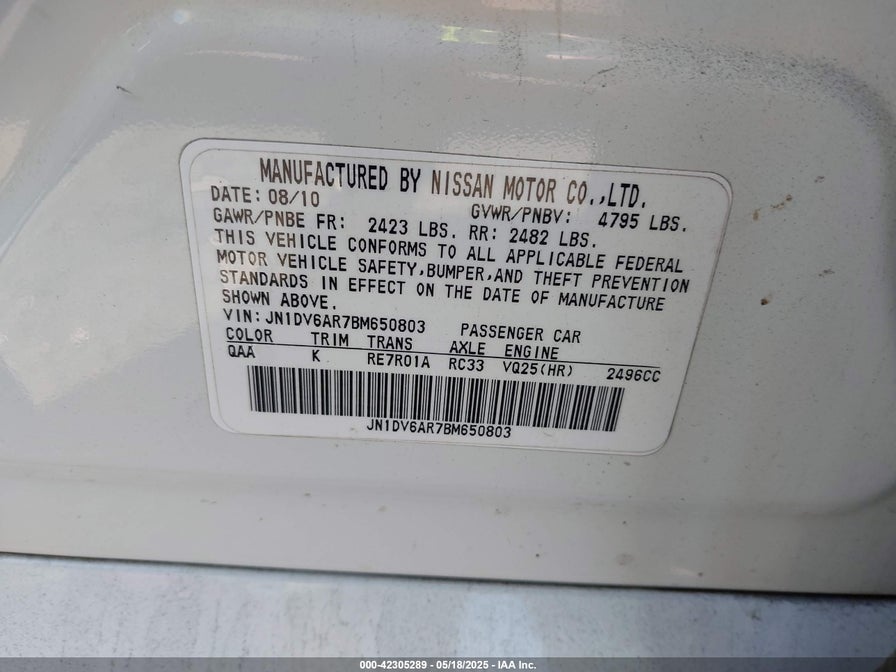 MANUFACTURED BY NISSAN MOTOR CO.,LTD.
DATE: 08/10 GVWR/PNBV: 4795 LBS.
GAWR/PNBE FR: 2423 LBS. RR: 2482 LBS.
THIS VEHICLE CONFORMS TO ALL APPLICABLE FEDERAL
MOTOR VEHICLE SAFETY,BUMPER,AND THEFT PREVENTION
STANDARDS IN EFFECT ON THE DATE OF MANUFACTURE
SHOWN ABOVE.
VIN: JN1DV6AR7BM650803 PASSENGER CAR
COLOR TRIM TRANS AXLE ENGINE
QAA K RE7R01A RC33 VQ25(HR) 2496CC
JN1DV6AR7BM650803
000-42305289 - 05/18/2025 - IAA Inc.